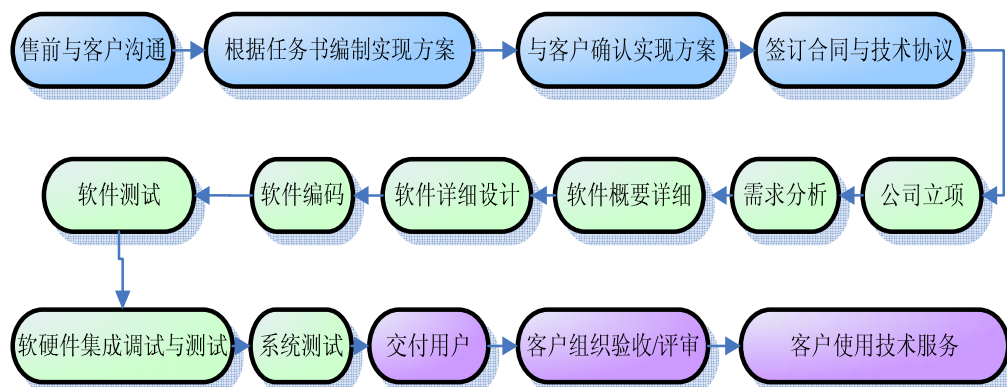 售前与客户沟通
根据任务书编制实现方案
与客户确认实现方案
签订合同与技术协议
公司立项
需求分析
软件概要详细
软件详细设计
软件编码
软件测试
软硬件集成调试与测试
系统测试
交付用户
客户组织验收/评审
客户使用技术服务